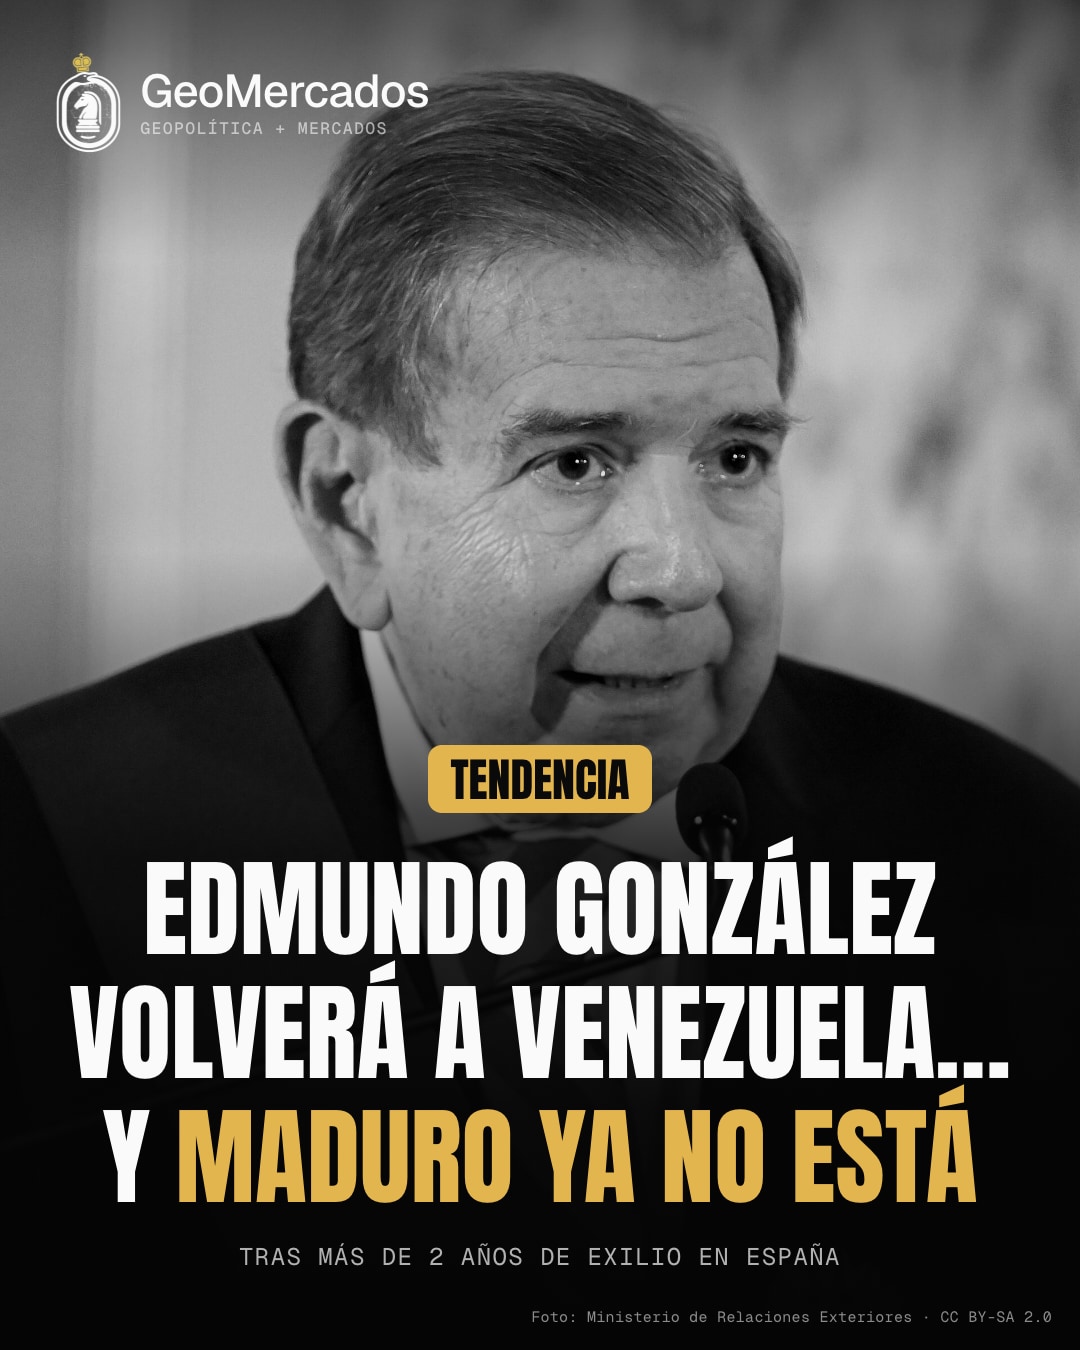 GeoMercados
GEOPOLÍTICA + MERCADOS
TENDENCIA
EDMUNDO GONZÁLEZ
VOLVERÁ A VENEZUELA...
Y MADURO YA NO ESTÁ
TRAS MÁS DE 2 AÑOS DE EXILIO EN ESPAÑA
Foto: Ministerio de Relaciones Exteriores · CC BY-SA 2.0